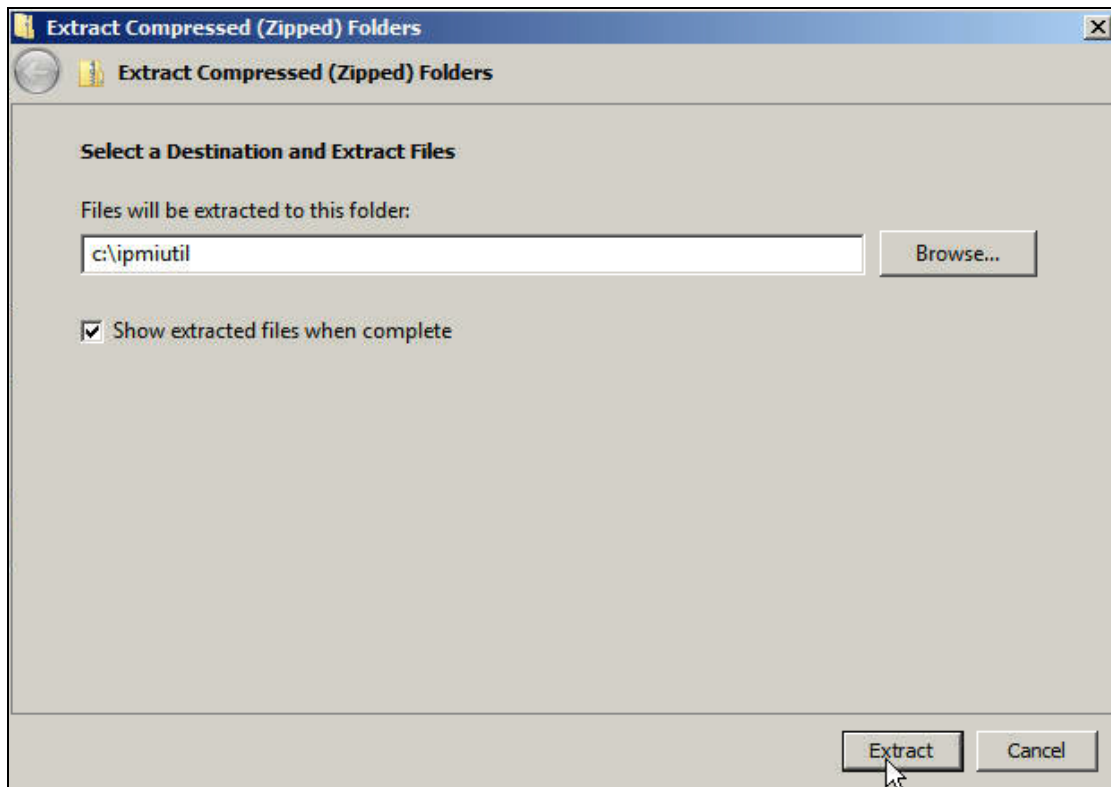 Extract Compressed (Zipped) Folders
Extract Compressed (Zipped) Folders
Select a Destination and Extract Files
Files will be extracted to this folder:
c:\ipmiutil
Browse...
Show extracted files when complete
Extract
Cancel